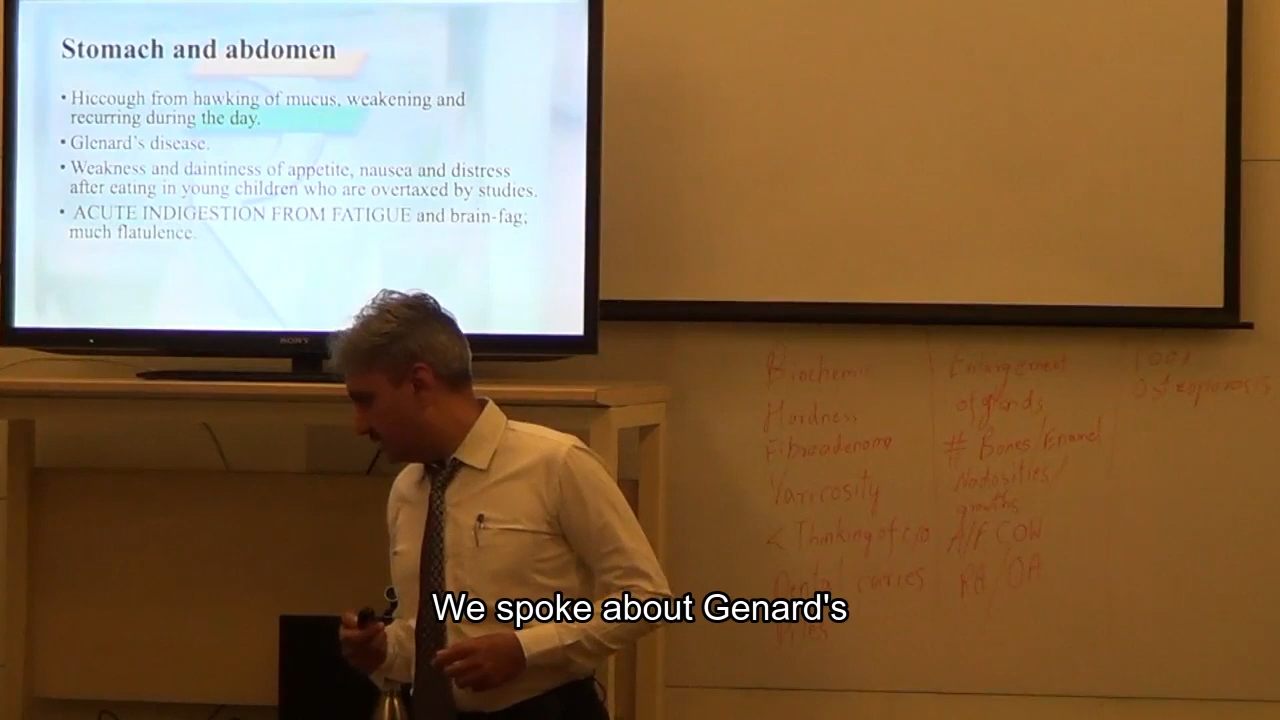 Stomach and abdomen
• Hiccough from hawking of mucus, weakening and
recurring during the day.
• Glenard's disease.
• Weakness and daintiness of appetite, nausea and distress
after eating in young children who are overtaxed by studies.
• ACUTE INDIGESTION FROM FATIGUE and brain-fag;
much flatulence.
SONY
Biochemic
Hardness
Fibroadenoma
Varicosity
< Thinking of c/o
Dental caries
Enlargement
of glands
# Bones/Enamel
Nodosities/
growths
A/F COW
RA/OA
Osteoporosis
We spoke about Genard's